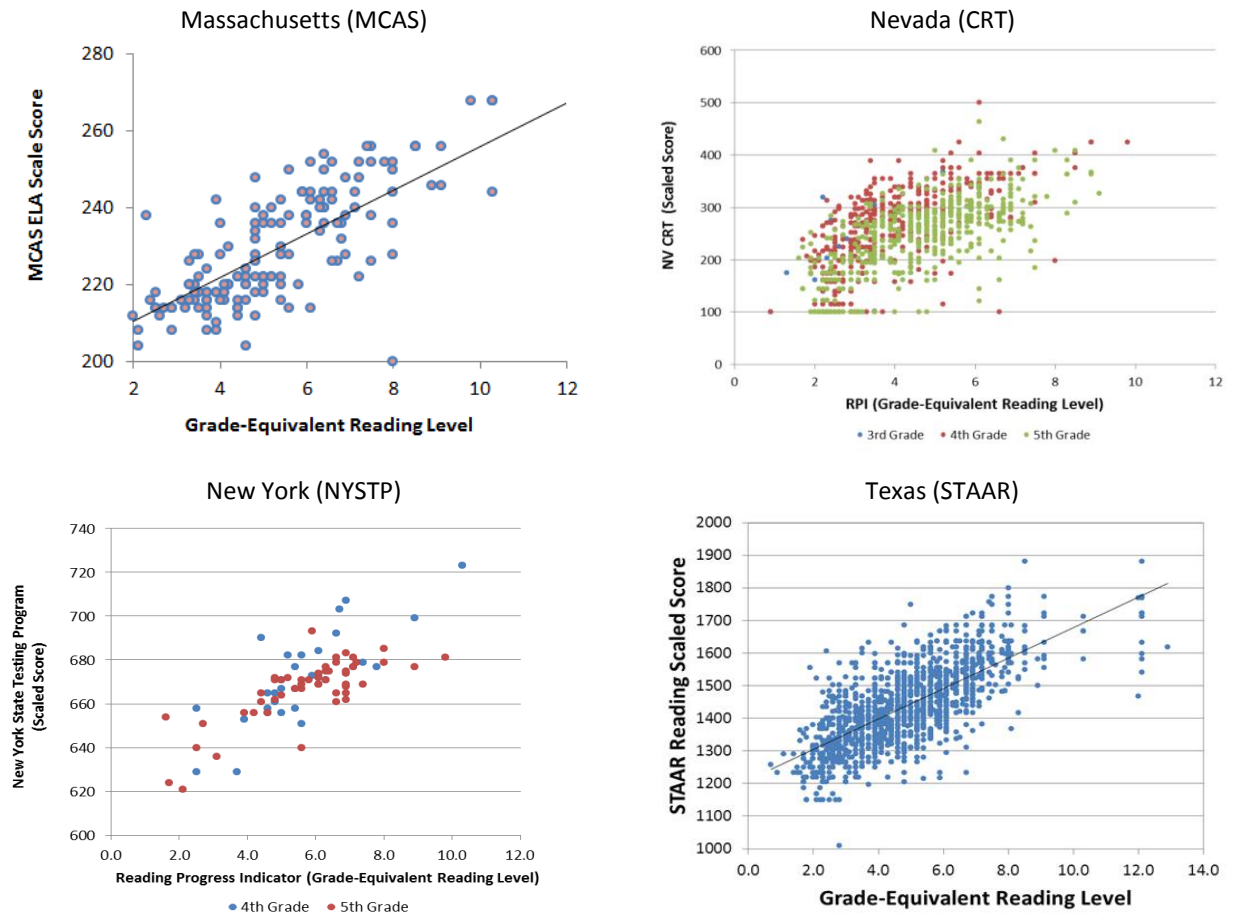 Massachusetts (MCAS)
280
260
240
220
200
MCAS ELA Scale Score
2 4 6 8 10 12
Grade-Equivalent Reading Level
Nevada (CRT)
600
500
400
300
200
100
0
NV CRT (Scaled Score)
0 2 4 6 8 10 12
RPI (Grade-Equivalent Reading Level)
3rd Grade 4th Grade 5th Grade
New York (NYSTP)
740
720
700
680
660
640
620
600
New York State Testing Program
(Scaled Score)
0.0 2.0 4.0 6.0 8.0 10.0 12.0
Reading Progress Indicator (Grade-Equivalent Reading Level)
4th Grade 5th Grade
Texas (STAAR)
2000
1900
1800
1700
1600
1500
1400
1300
1200
1100
1000
STAAR Reading Scaled Score
0.0 2.0 4.0 6.0 8.0 10.0 12.0 14.0
Grade-Equivalent Reading Level